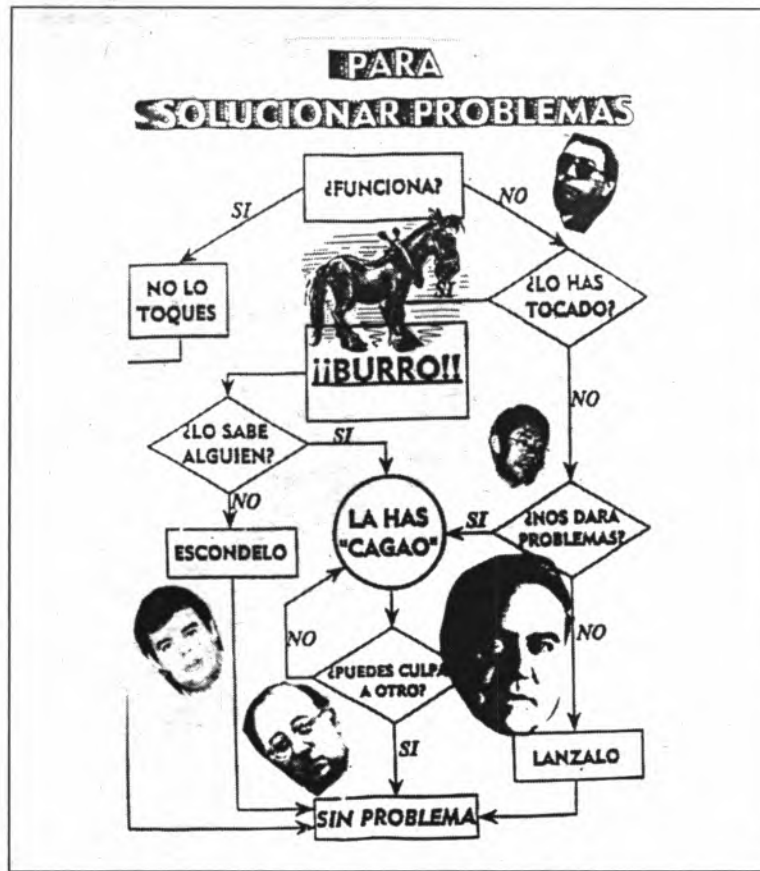 PARA
SOLUCIONAR PROBLEMAS
¿FUNCIONA?
SI
NO
NO LO
TOQUES
SI
¿LO HAS
TOCADO?
¡¡BURRO!!
NO
¿LO SABE
ALGUIEN?
SI
NO
LA HAS
"CAGAO"
SI
¿NOS DARÁ
PROBLEMAS?
ESCONDELO
NO
NO
¿PUEDES CULPA
A OTRO?
SI
LANZALO
SIN PROBLEMA